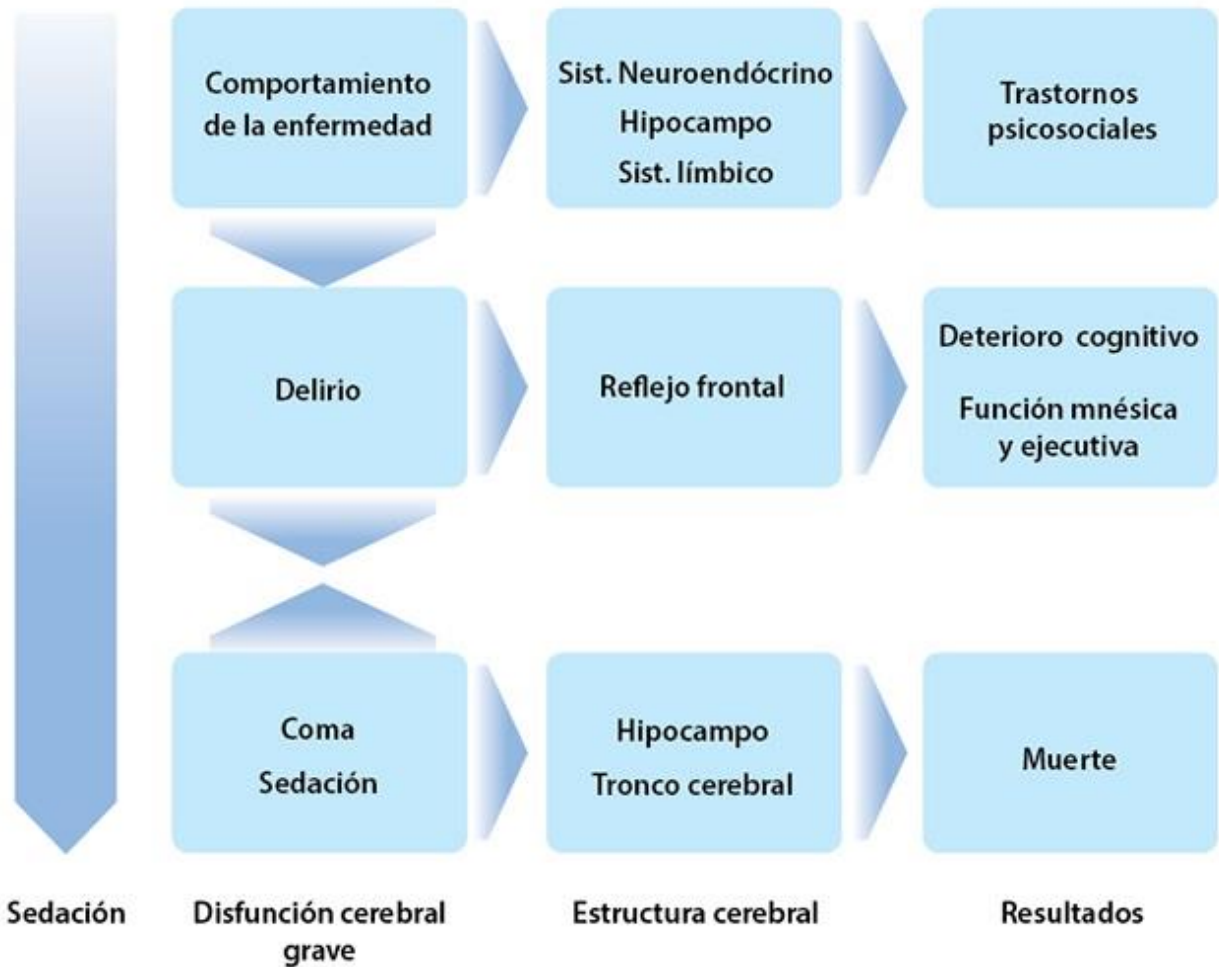 Comportamiento
de la enfermedad
Sist. Neuroendócrino
Hipocampo
Sist. límbico
Trastornos
psicosociales
Delirio
Reflejo frontal
Deterioro cognitivo
Función mnésica
y ejecutiva
Coma
Sedación
Hipocampo
Tronco cerebral
Muerte
Sedación
Disfunción cerebral
grave
Estructura cerebral
Resultados